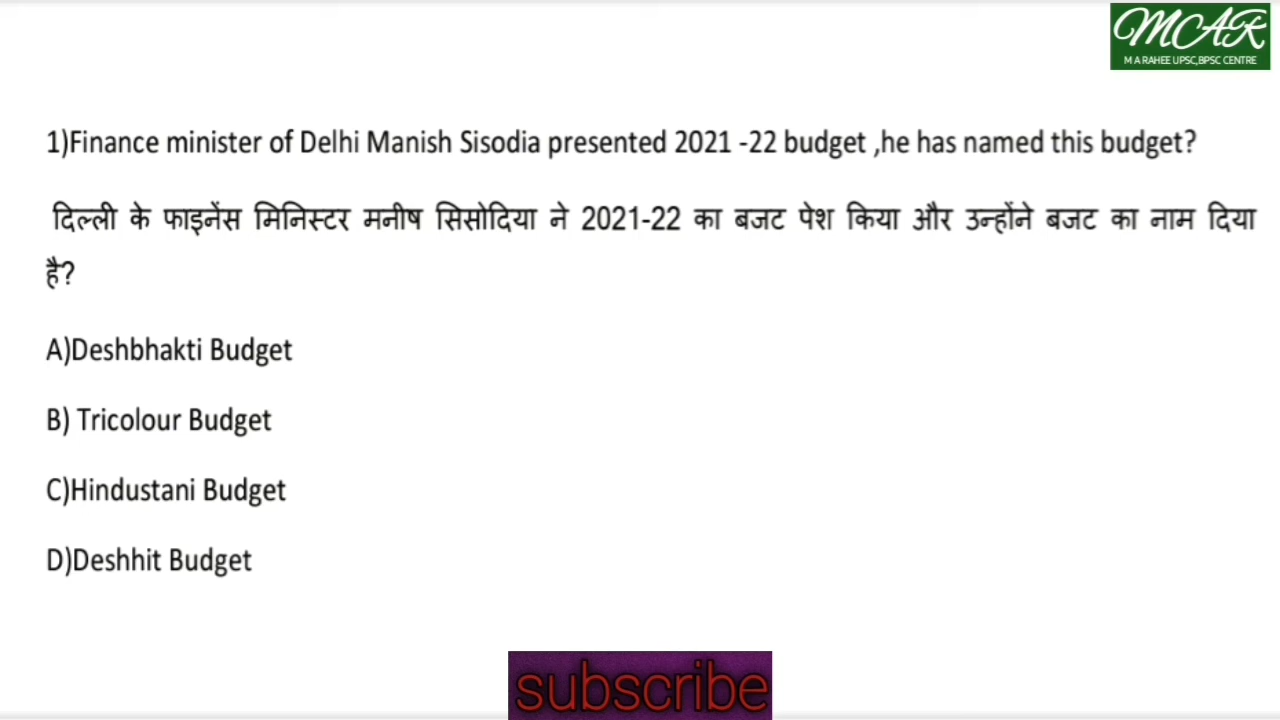 MCAR
M A RAHEE UPSC,BPSC CENTRE
1)Finance minister of Delhi Manish Sisodia presented 2021 -22 budget ,he has named this budget?
दिल्ली के फाइनेंस मिनिस्टर मनीष सिसोदिया ने 2021-22 का बजट पेश किया और उन्होंने बजट का नाम दिया
है?
A)Deshbhakti Budget
B) Tricolour Budget
C)Hindustani Budget
D)Deshhit Budget
subscribe